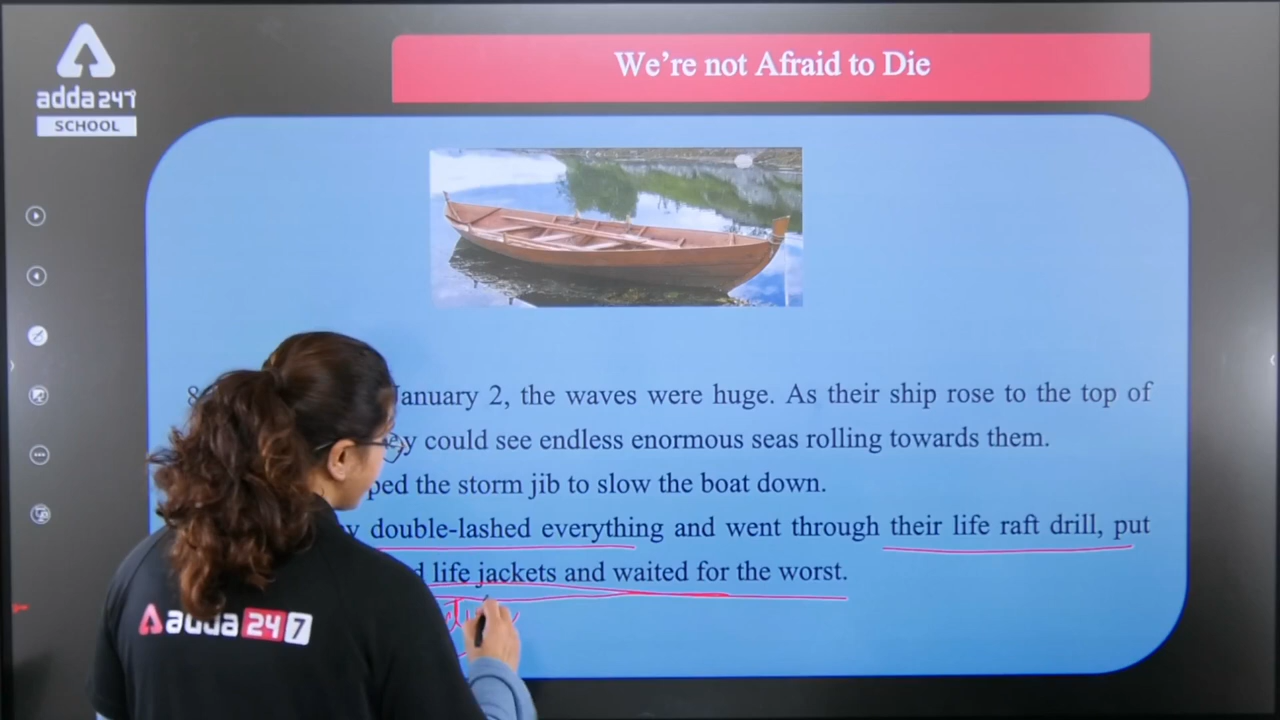 We're not Afraid to Die
adda247
SCHOOL
January 2, the waves were huge. As their ship rose to the top of
could see endless enormous seas rolling towards them.
the storm jib to slow the boat down.
double-lashed everything and went through their life raft drill, put
life jackets and waited for the worst.
adda247